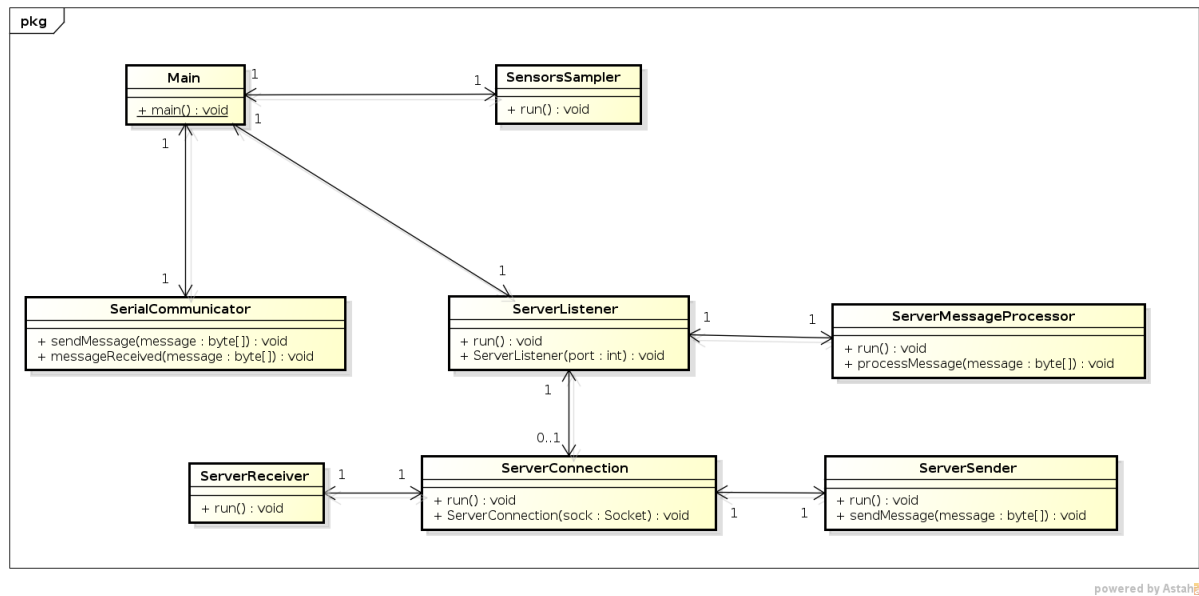 pkg
Main
+ main() : void
1
1
SensorsSampler
+ run() : void
1
1
1
1
SerialCommunicator
+ sendMessage(message : byte[]) : void
+ messageReceived(message : byte[]) : void
ServerListener
+ run() : void
+ ServerListener(port : int) : void
1
1
ServerMessageProcessor
+ run() : void
+ processMessage(message : byte[]) : void
1
0..1
ServerReceiver
+ run() : void
1
1
ServerConnection
+ run() : void
+ ServerConnection(sock : Socket) : void
1
1
ServerSender
+ run() : void
+ sendMessage(message : byte[]) : void
powered by Astah